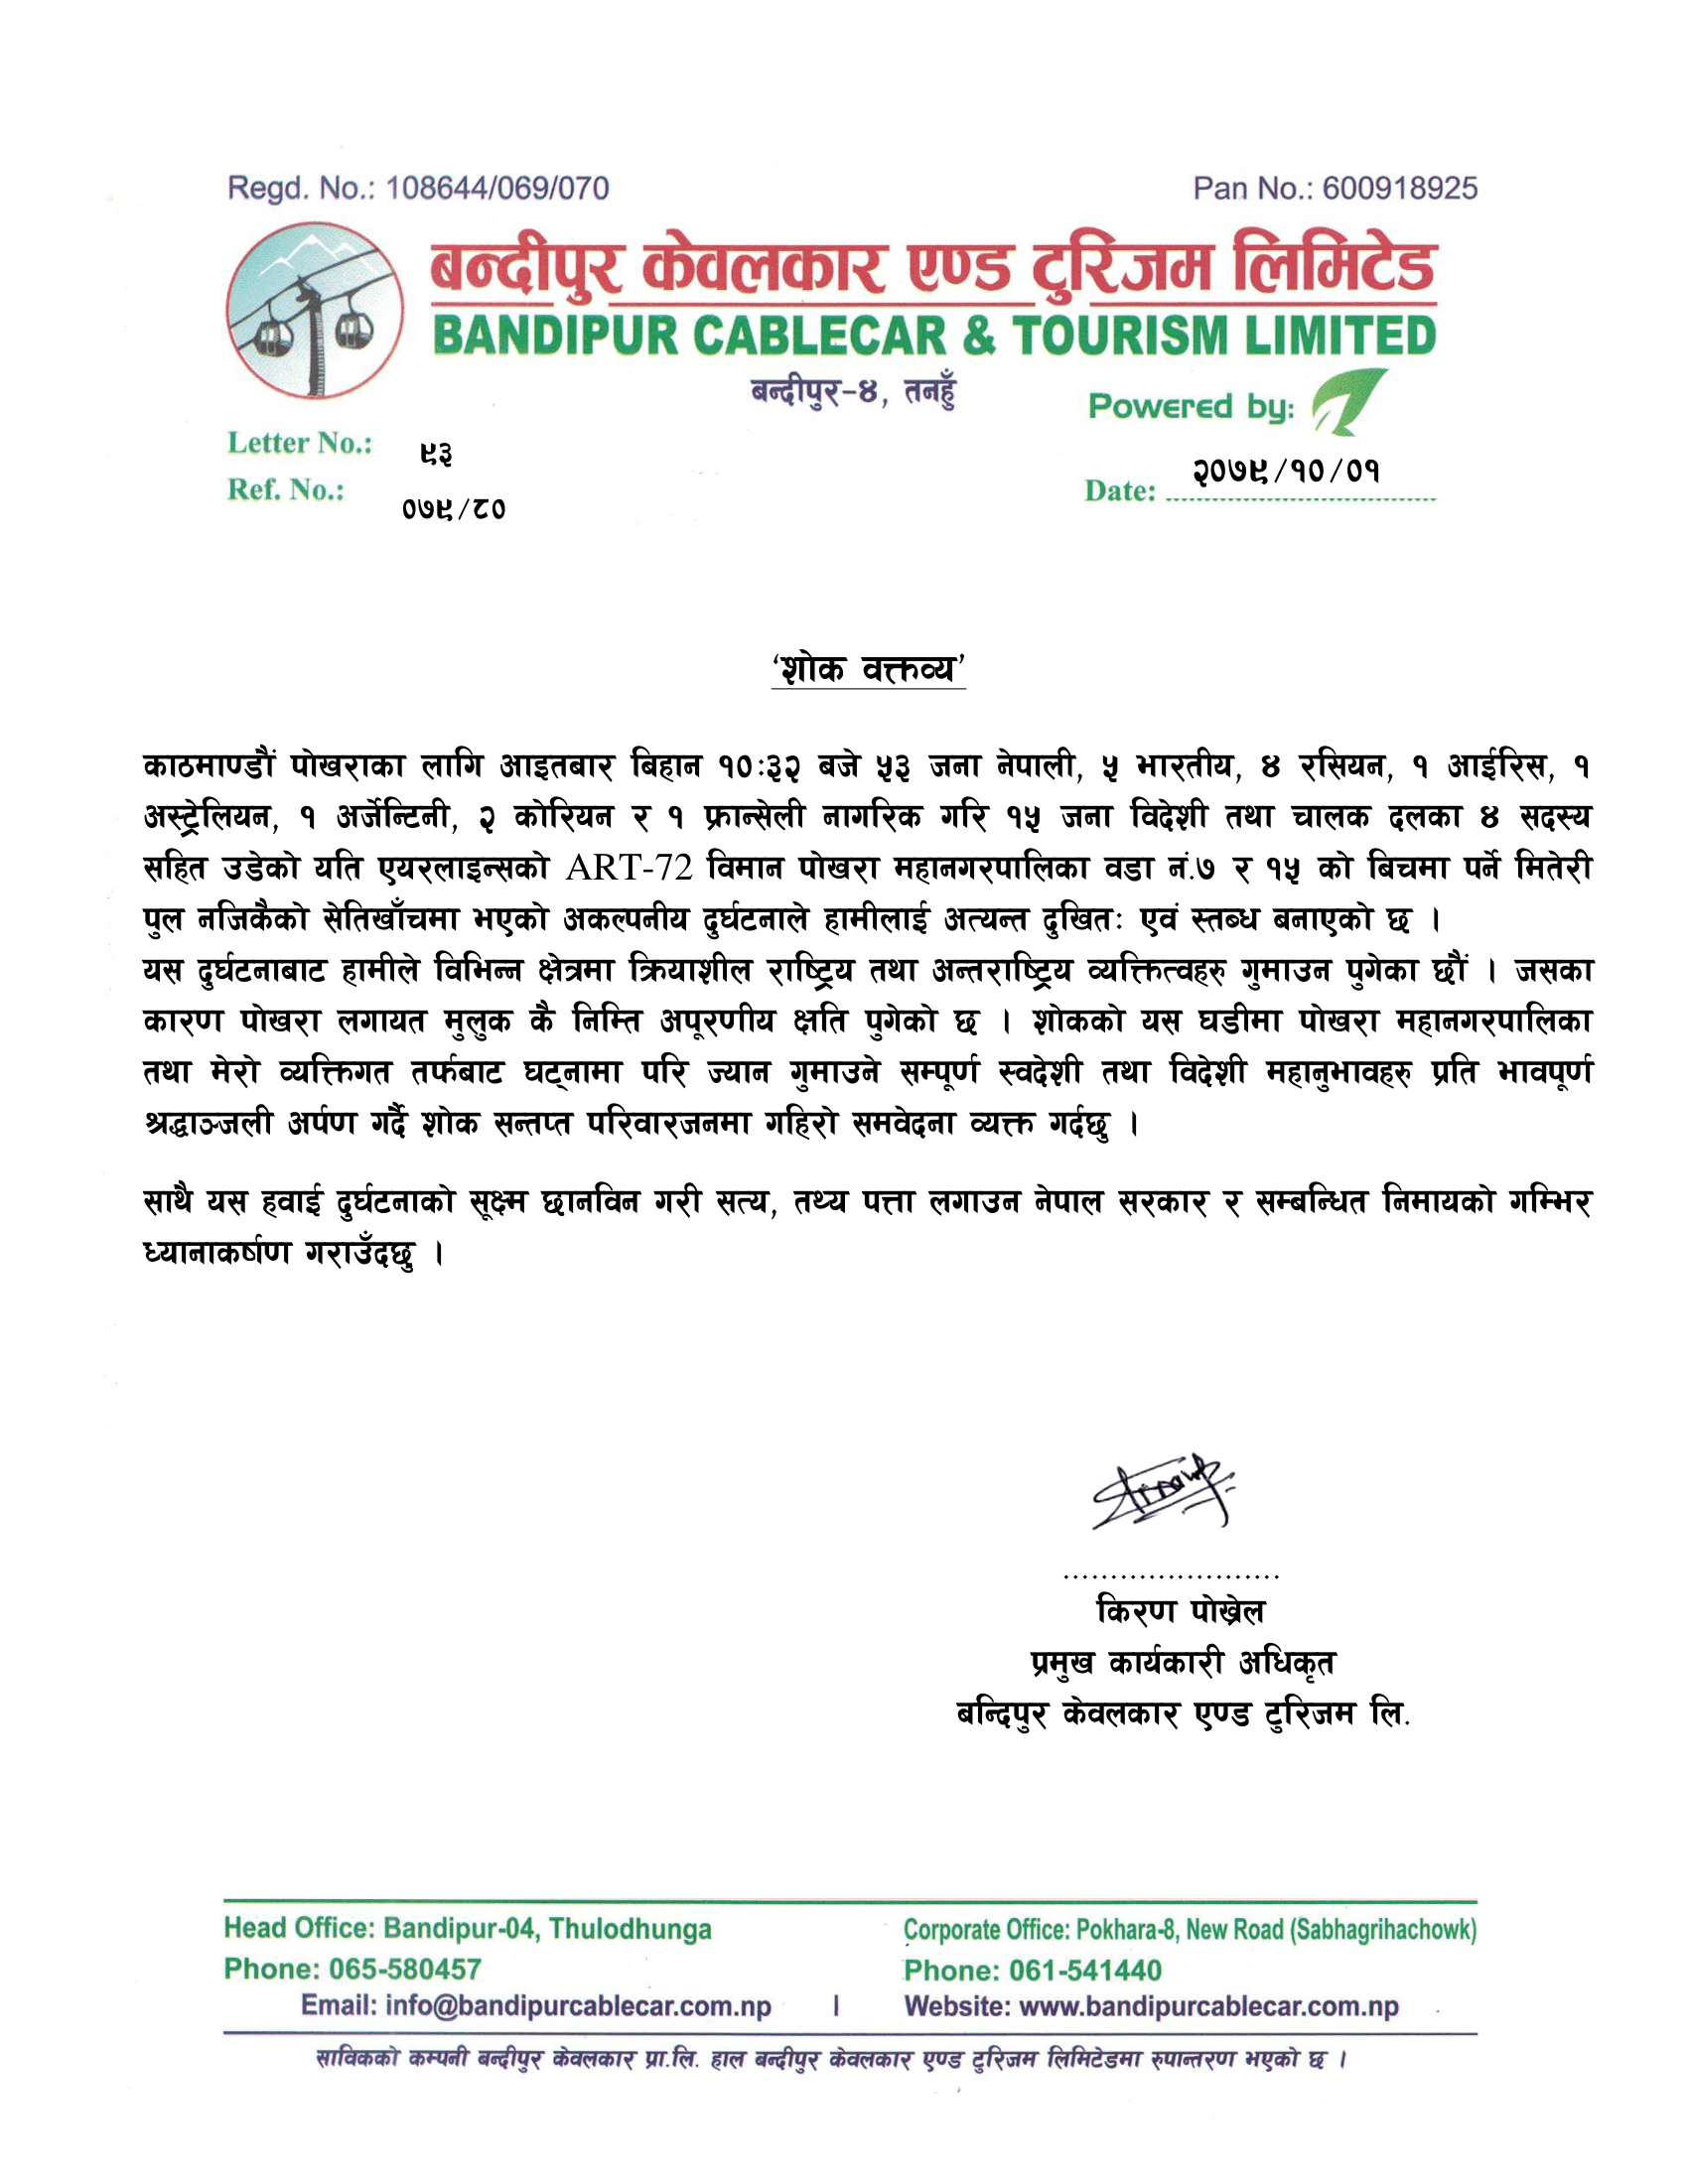 Regd. No.: 108644/069/070 Pan No.: 600918925
बन्दीपुर केवलकार एण्ड टुरिजम लिमिटेड
BANDIPUR CABLECAR & TOURISM LIMITED
बन्दीपुर-४, तनहुँ
Powered by:
Letter No.: ९३
Ref. No.: ०७९/८०
Date: २०७९/१०/०१
‘शोक वक्तव्य’
काठमाण्डौं पोखराका लागि आइतबार बिहान १०:३२ बजे ५३ जना नेपाली, ५ भारतीय, ४ रसियन, १ आईरिस, १
अस्ट्रेलियन, १ अर्जेन्टिनी, २ कोरियन र १ फ्रान्सेली नागरिक गरि १५ जना विदेशी तथा चालक दलका ४ सदस्य
सहित उडेको यति एयरलाइन्सको ART-72 विमान पोखरा महानगरपालिका वडा नं.७ र १५ को बिचमा पर्ने मितेरी
पुल नजिकैको सेतिखाँचमा भएको अकल्पनीय दुर्घटनाले हामीलाई अत्यन्त दुखितः एवं स्तब्ध बनाएको छ ।
यस दुर्घटनाबाट हामीले विभिन्न क्षेत्रमा क्रियाशील राष्ट्रिय तथा अन्तराष्ट्रिय व्यक्तित्वहरु गुमाउन पुगेका छौं । जसका
कारण पोखरा लगायत मुलुक कै निम्ति अपूरणीय क्षति पुगेको छ । शोकको यस घडीमा पोखरा महानगरपालिका
तथा मेरो व्यक्तिगत तर्फबाट घट्नामा परि ज्यान गुमाउने सम्पूर्ण स्वदेशी तथा विदेशी महानुभावहरु प्रति भावपूर्ण
श्रद्धाञ्जली अर्पण गर्दै शोक सन्तप्त परिवारजनमा गहिरो समवेदना व्यक्त गर्दछु ।
साथै यस हवाई दुर्घटनाको सूक्ष्म छानविन गरी सत्य, तथ्य पत्ता लगाउन नेपाल सरकार र सम्बन्धित निमायको गम्भिर
ध्यानाकर्षाण गराउँदछु ।
.......................
किरण पोख्रेल
प्रमुख कार्यकारी अधिकृत
बन्दिपुर केवलकार एण्ड टुरिजम लि.
Head Office: Bandipur-04, Thulodhunga Corporate Office: Pokhara-8, New Road (Sabhagrihachowk)
Phone: 065-580457 Phone: 061-541440
Email: info@bandipurcablecar.com.np | Website: www.bandipurcablecar.com.np
साविकको कम्पनी बन्दीपुर केवलकार प्रा.लि. हाल बन्दीपुर केवलकार एण्ड टुरिजम लिमिटेडमा रुपान्तरण भएको छ ।